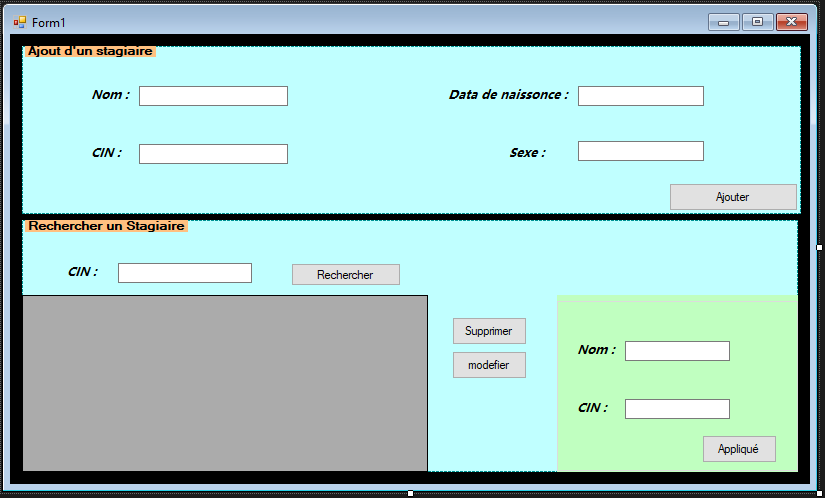 Form1
Ajout d'un stagiaire
Nom :
Data de naissonce :
CIN :
Sexe :
Ajouter
Rechercher un Stagiaire
CIN :
Rechercher
Supprimer
modefier
Nom :
CIN :
Appliqué